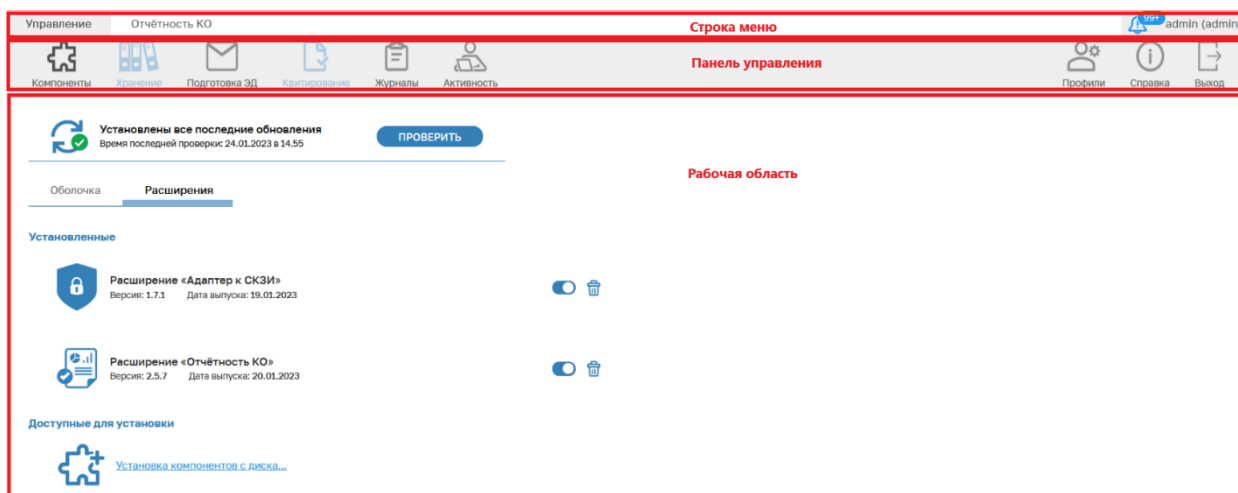 Управление Отчётность КО Строка меню 99+ admin (admin
Панель управления
Компоненты Хранение Подготовка ЭД Квитирование Журналы Активность Профили Справка Выход
Установлены все последние обновления
Время последней проверки: 24.01.2023 в 14.55
ПРОВЕРИТЬ
Рабочая область
Оболочка Расширения
Установленные
Расширение «Адаптер к СКЗИ»
Версия: 1.7.1 Дата выпуска: 19.01.2023
Расширение «Отчётность КО»
Версия: 2.5.7 Дата выпуска: 20.01.2023
Доступные для установки
Установка компонентов с диска...